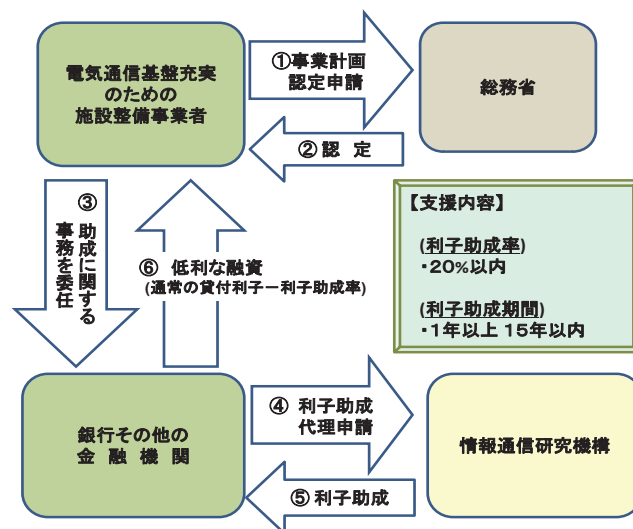 電気通信基盤充実
のための
施設整備事業者
①事業計画
認定申請
総務省
② 認　定
③ 助成に関する
事務を委任
⑥ 低利な融資
(通常の貸付利子－利子助成率)
【支援内容】
(利子助成率)
・20%以内
(利子助成期間)
・1年以上 15年以内
銀行その他の
金　融　機　関
④ 利子助成
代理申請
情報通信研究機構
⑤ 利子助成